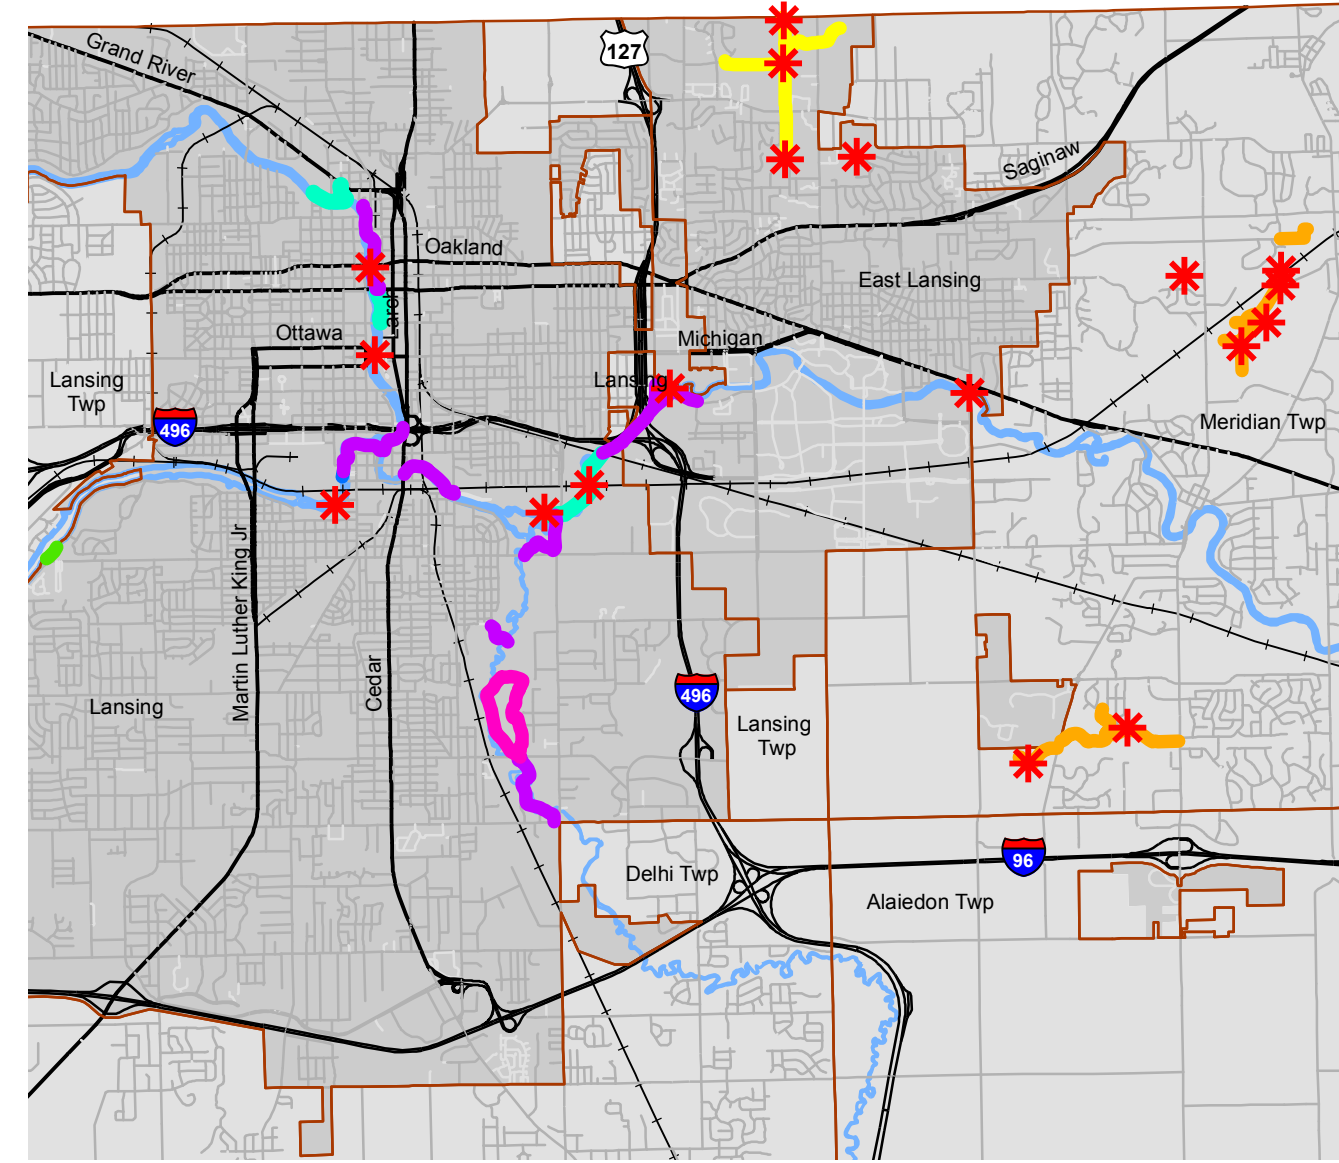 Grand River
127
Saginaw
Oakland
East Lansing
Larch
Ottawa
Michigan
Lansing
Twp
Lansing
496
Meridian Twp
Martin Luther King Jr
Cedar
496
Lansing
Lansing
Twp
96
Delhi Twp
Alaiedon Twp